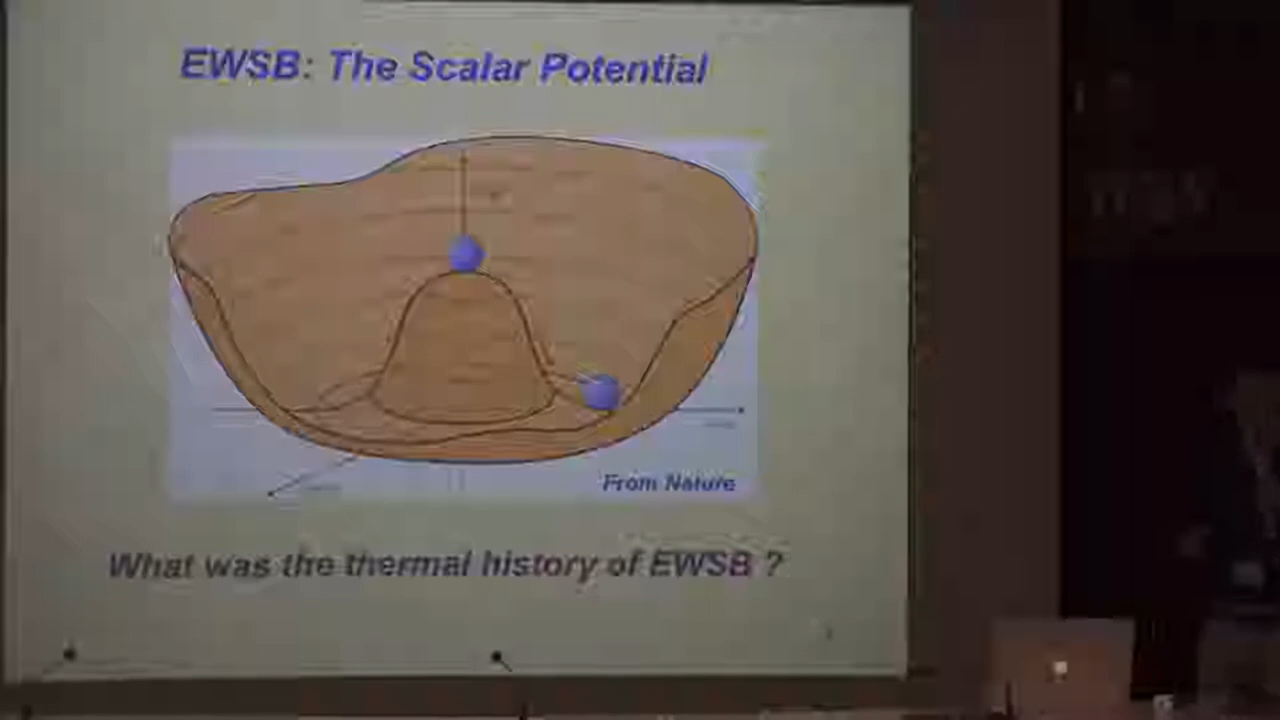 EWSB: The Scalar Potential
From Nature
What was the thermal history of EWSB ?